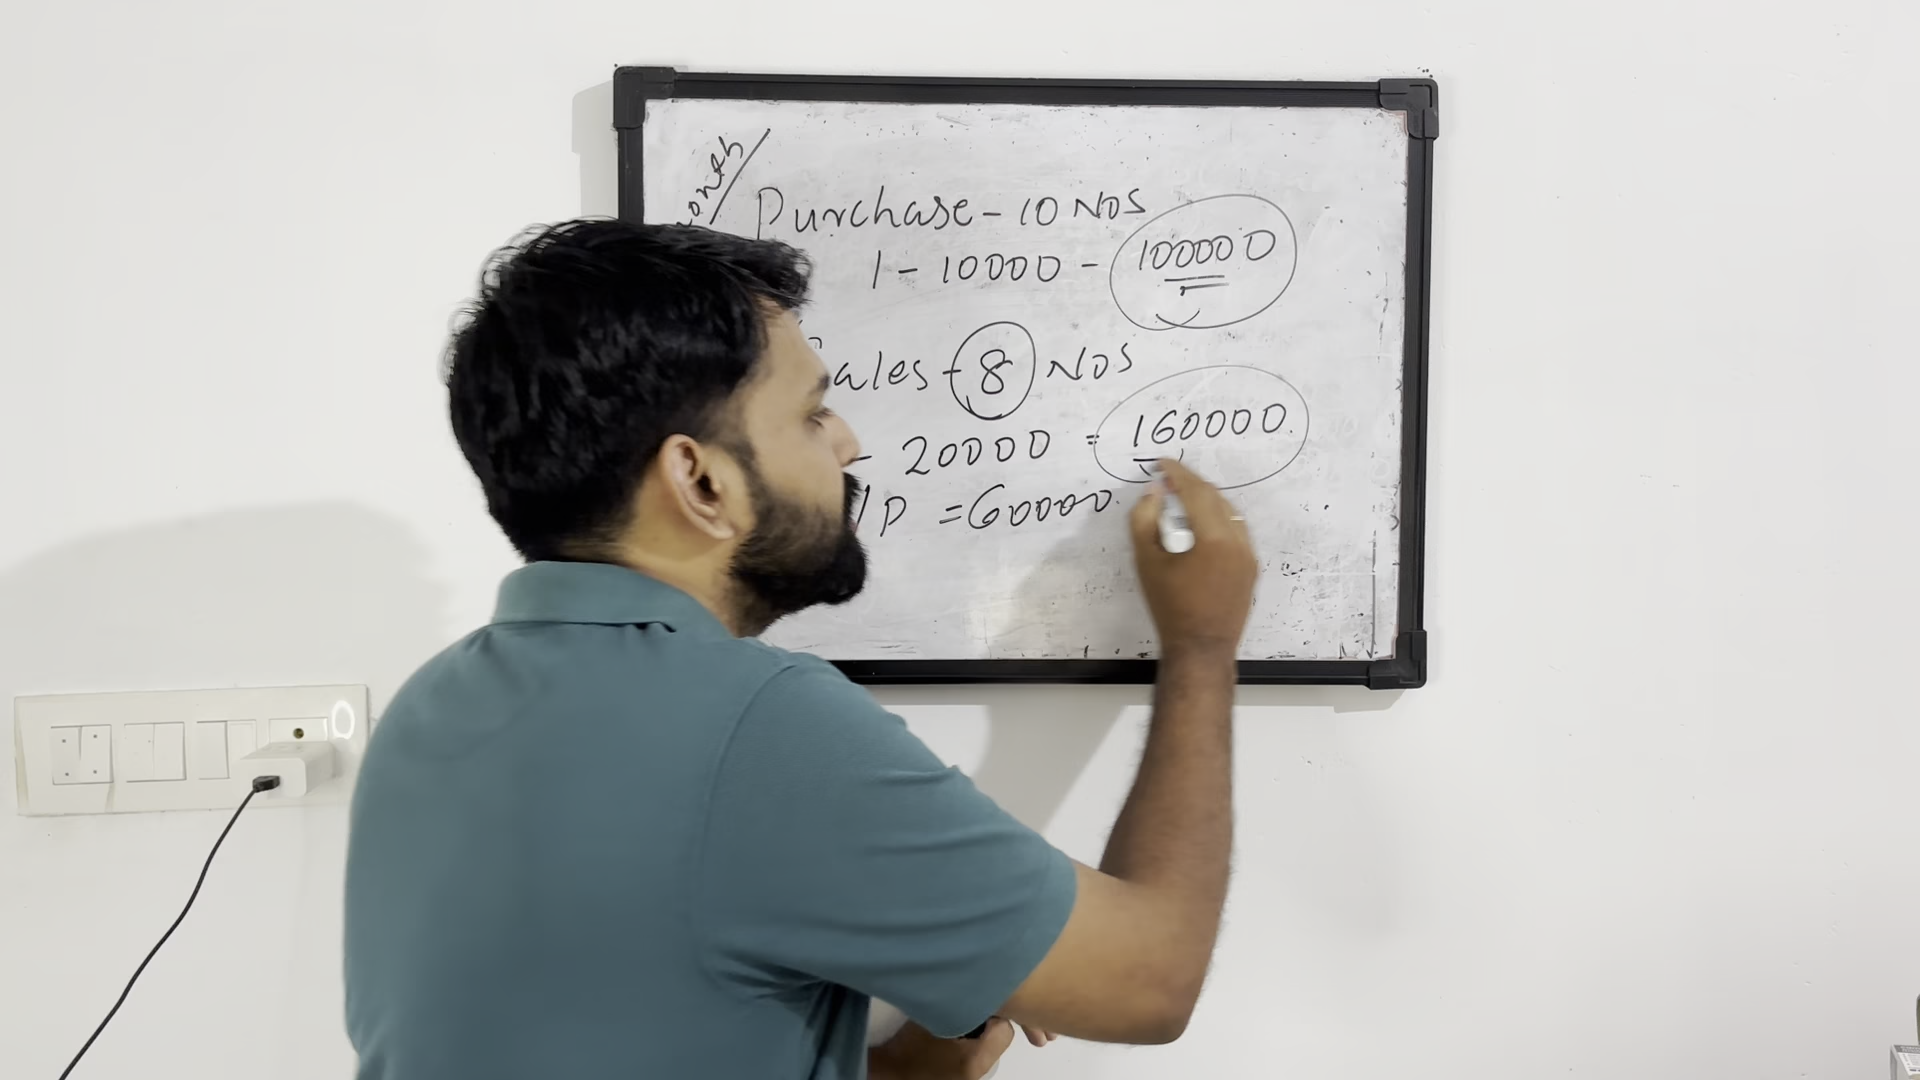 Purchase - 10 Nos
1 - 10000 - 100000
ales - 8 Nos
- 20000 = 160000.
/P = 60000.